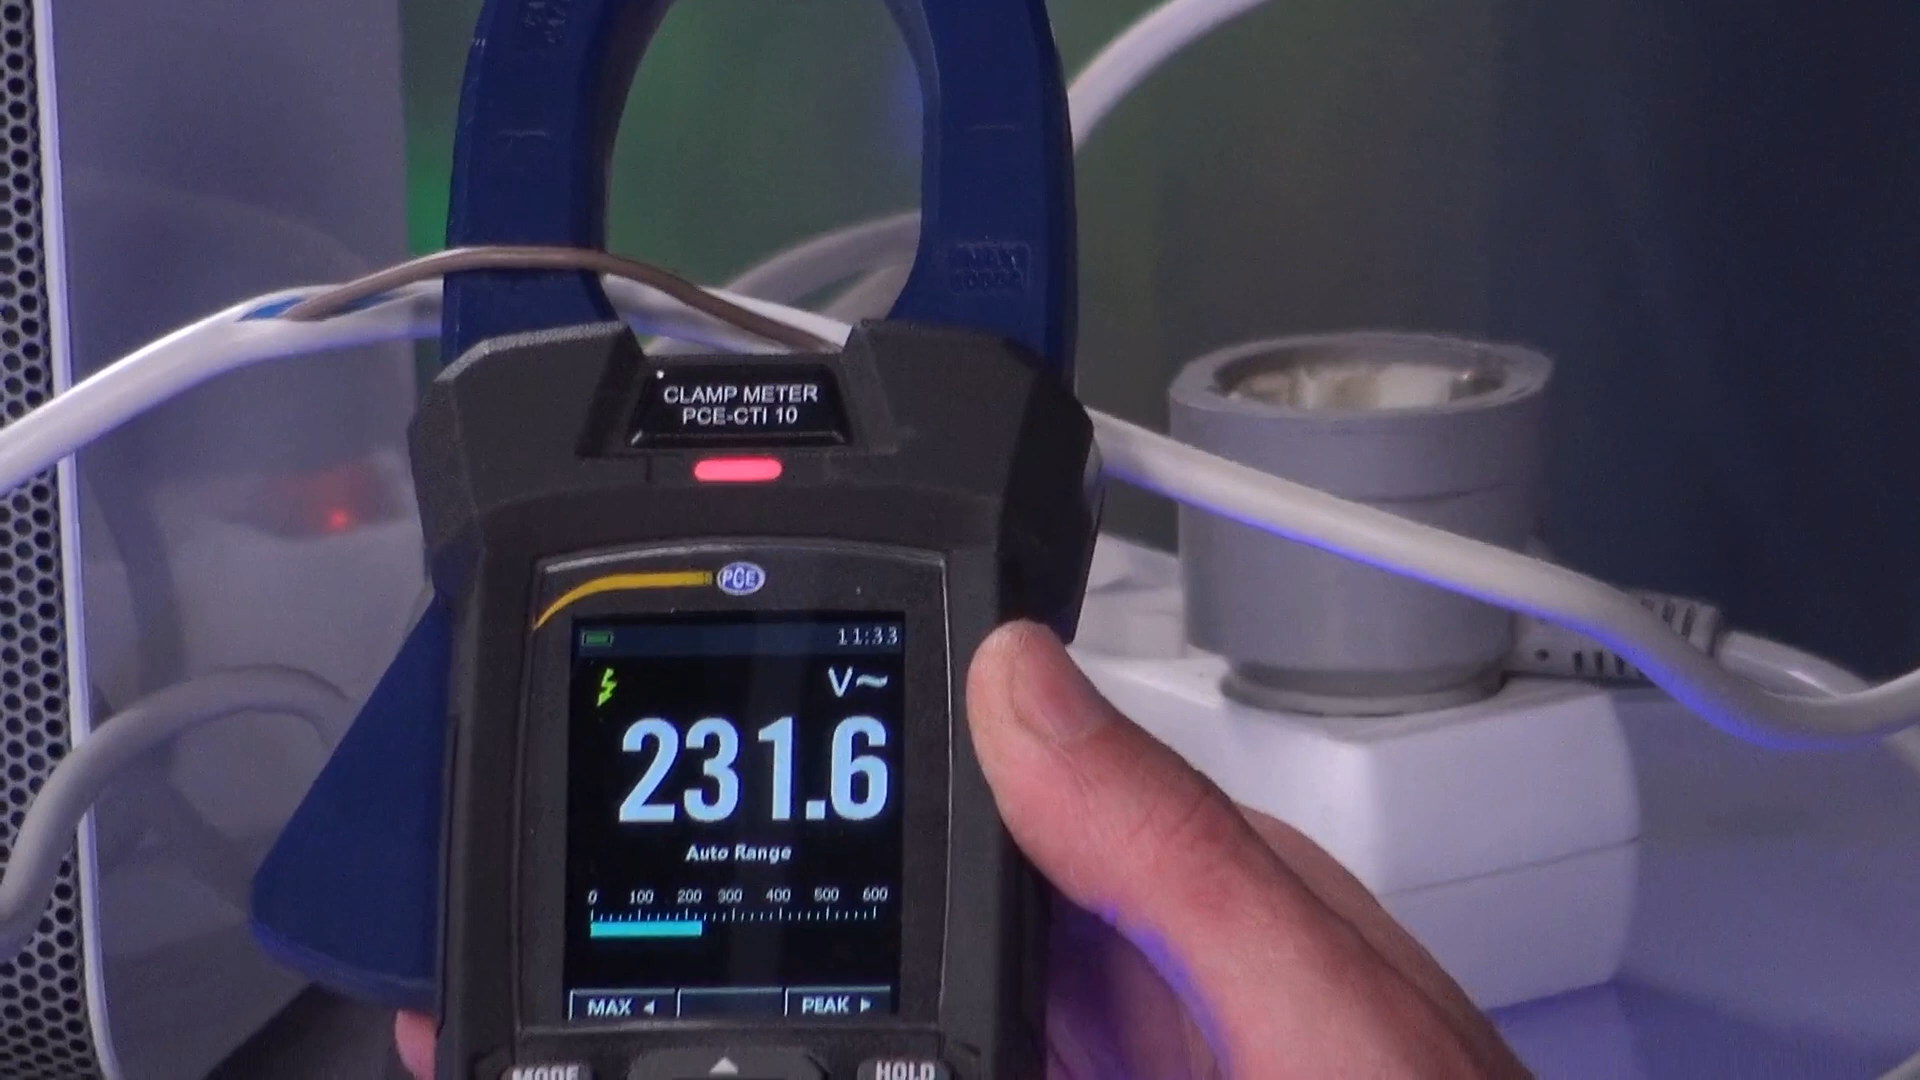 CLAMP METER
PCE-CTI 10
PCE
11:33
V~
231.6
Auto Range
0 100 200 300 400 500 600
MAX ◄ PEAK ►
MODE HOLD